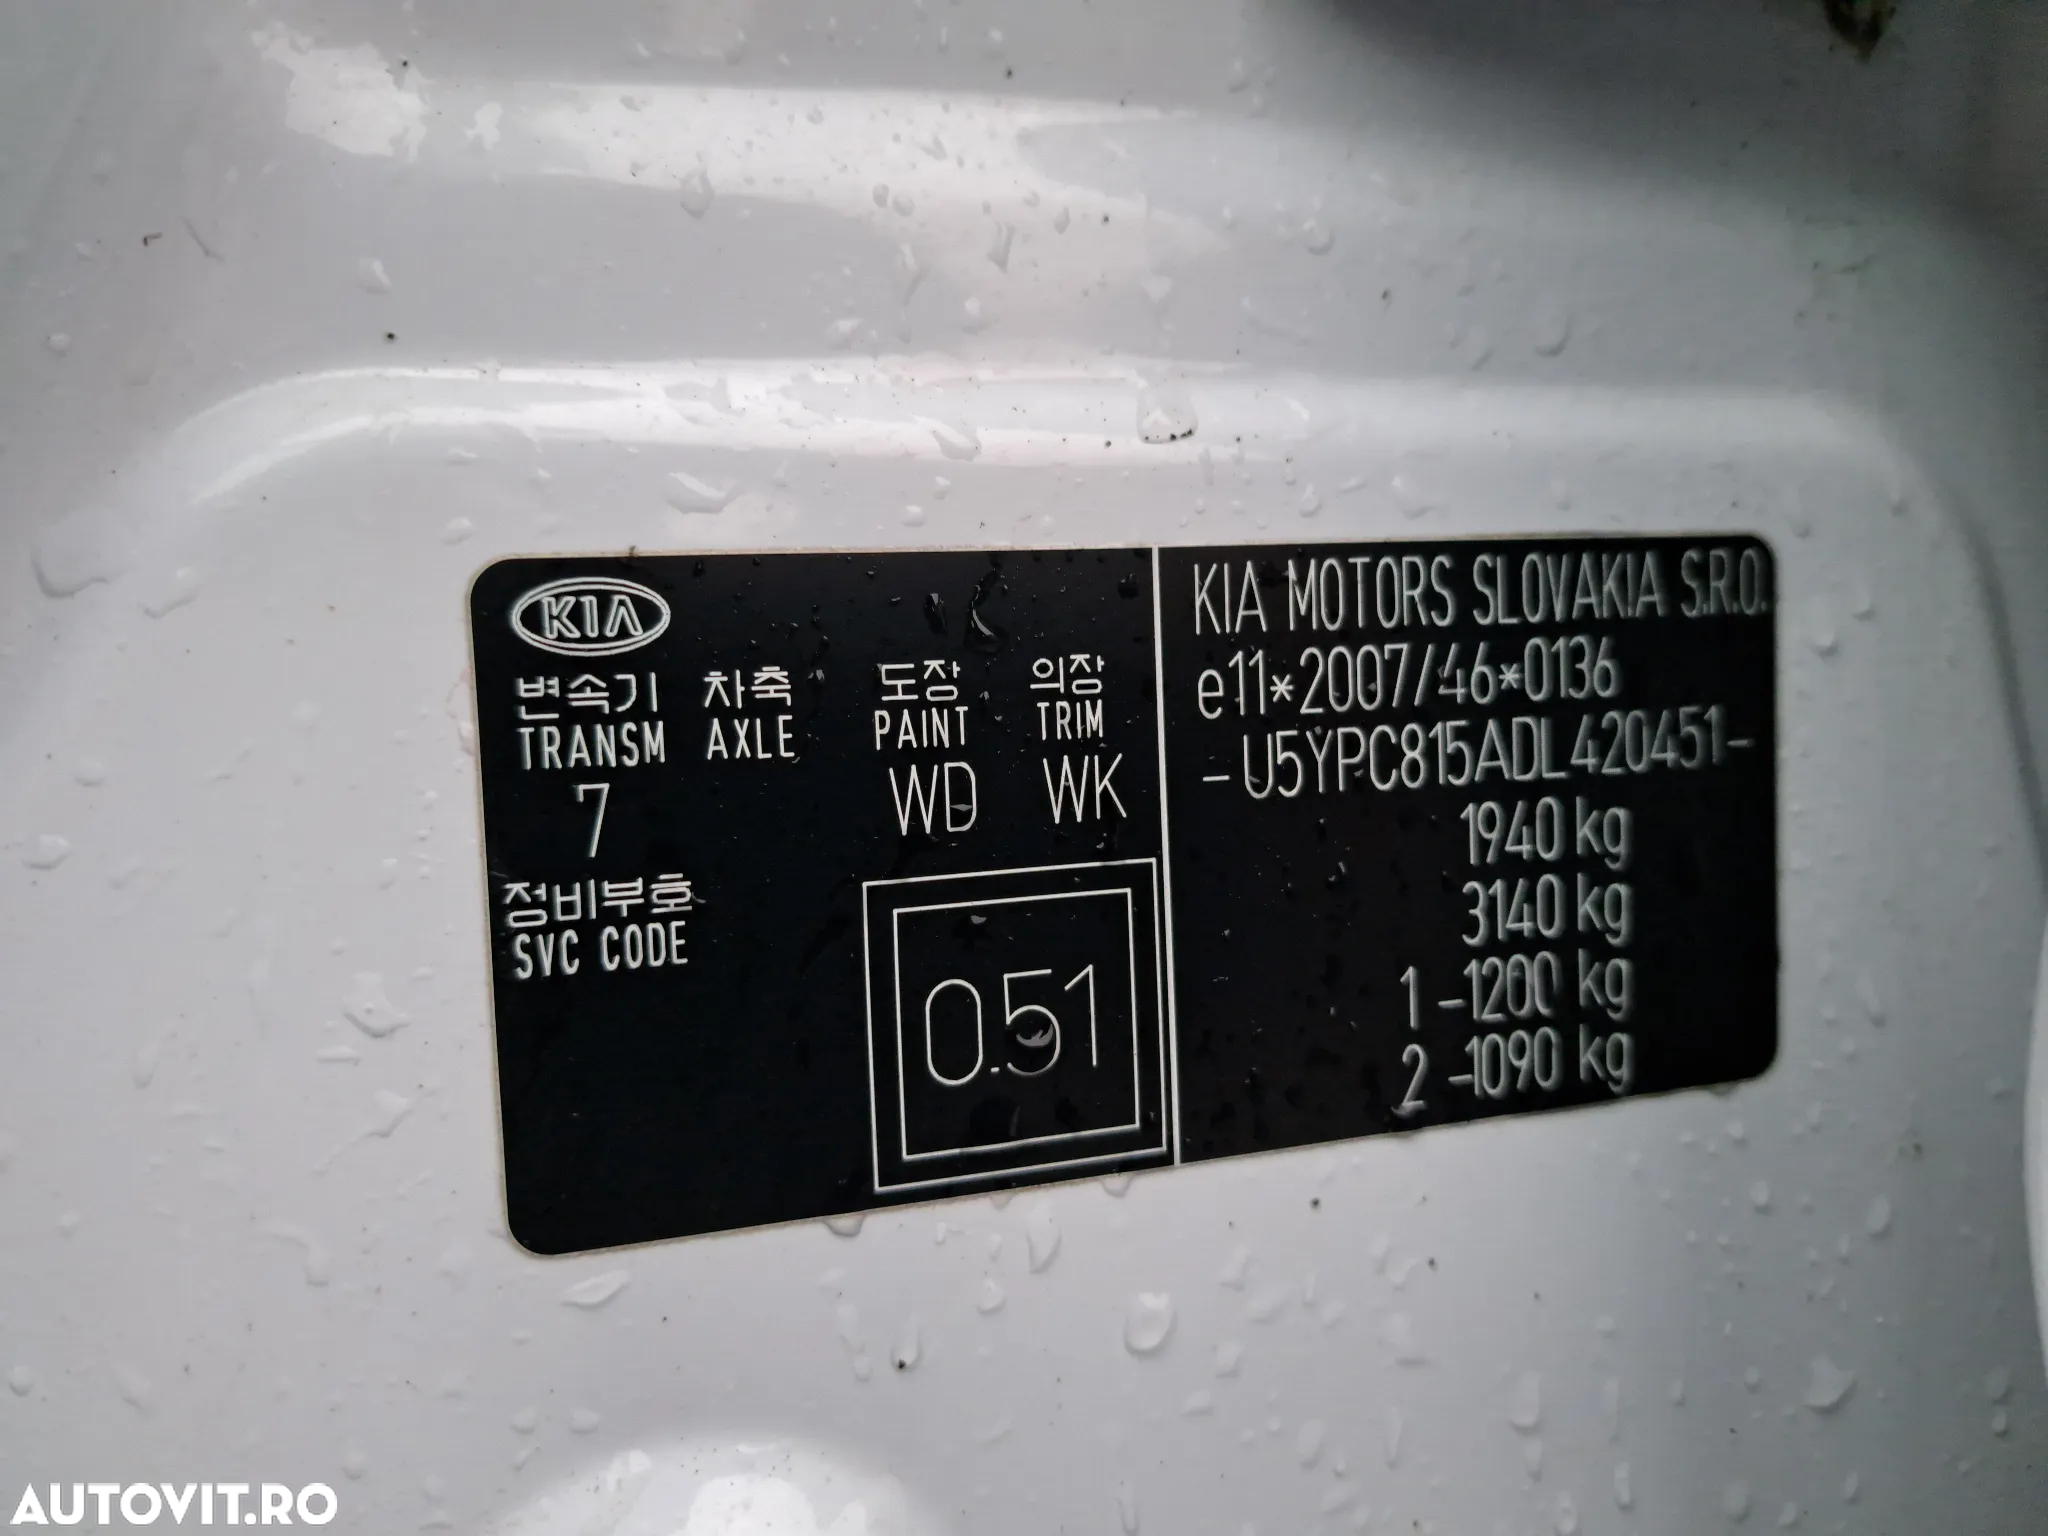 KIA
변속기 차축 도장 의장
TRANSM AXLE PAINT TRIM
7 WD WK
정비부호
SVC CODE
0.51
KIA MOTORS SLOVAKIA S.R.O.
e11*2007/46*0136
-U5YPC815ADL420451-
1940 kg
3140 kg
1 -1200 kg
2 -1090 kg
AUTOVIT.RO